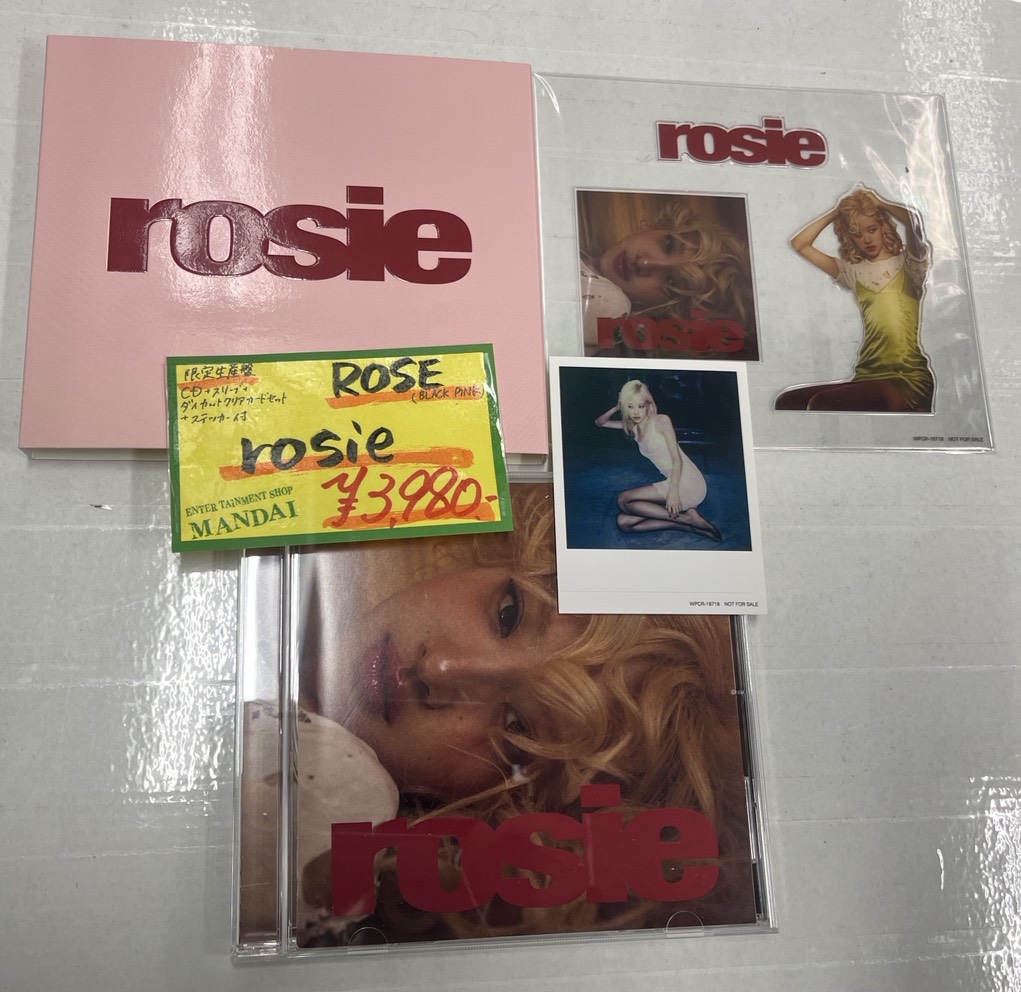 rosie
rosie
rosie
WPCR-18718 NOT FOR SALE
限定生産盤
CD+スリーブ+
ダイカットクリアカードセット
+ステッカー付
ROSE
(BLACK PINK)
rosie
ENTERTAINMENT SHOP
MANDAI
¥3,980-
WPCR-18718 NOT FOR SALE
rosie